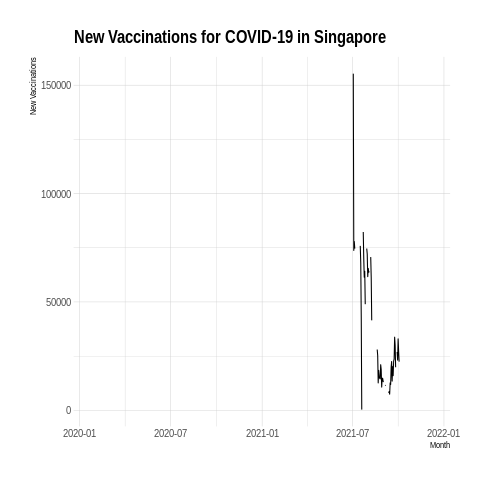 New Vaccinations for COVID-19 in Singapore
New Vaccinations
150000
100000
50000
0
2020-01 2020-07 2021-01 2021-07 2022-01
Month